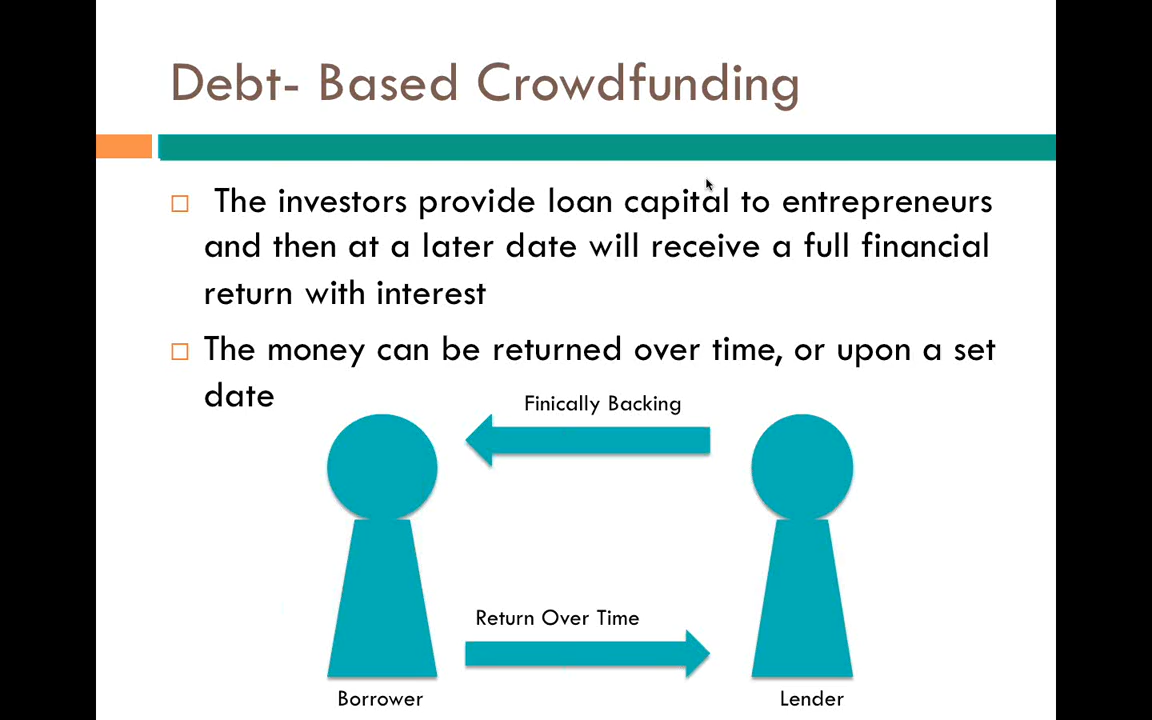 Debt- Based Crowdfunding
The investors provide loan capital to entrepreneurs
and then at a later date will receive a full financial
return with interest
The money can be returned over time, or upon a set
date
Finically Backing
Return Over Time
Borrower
Lender